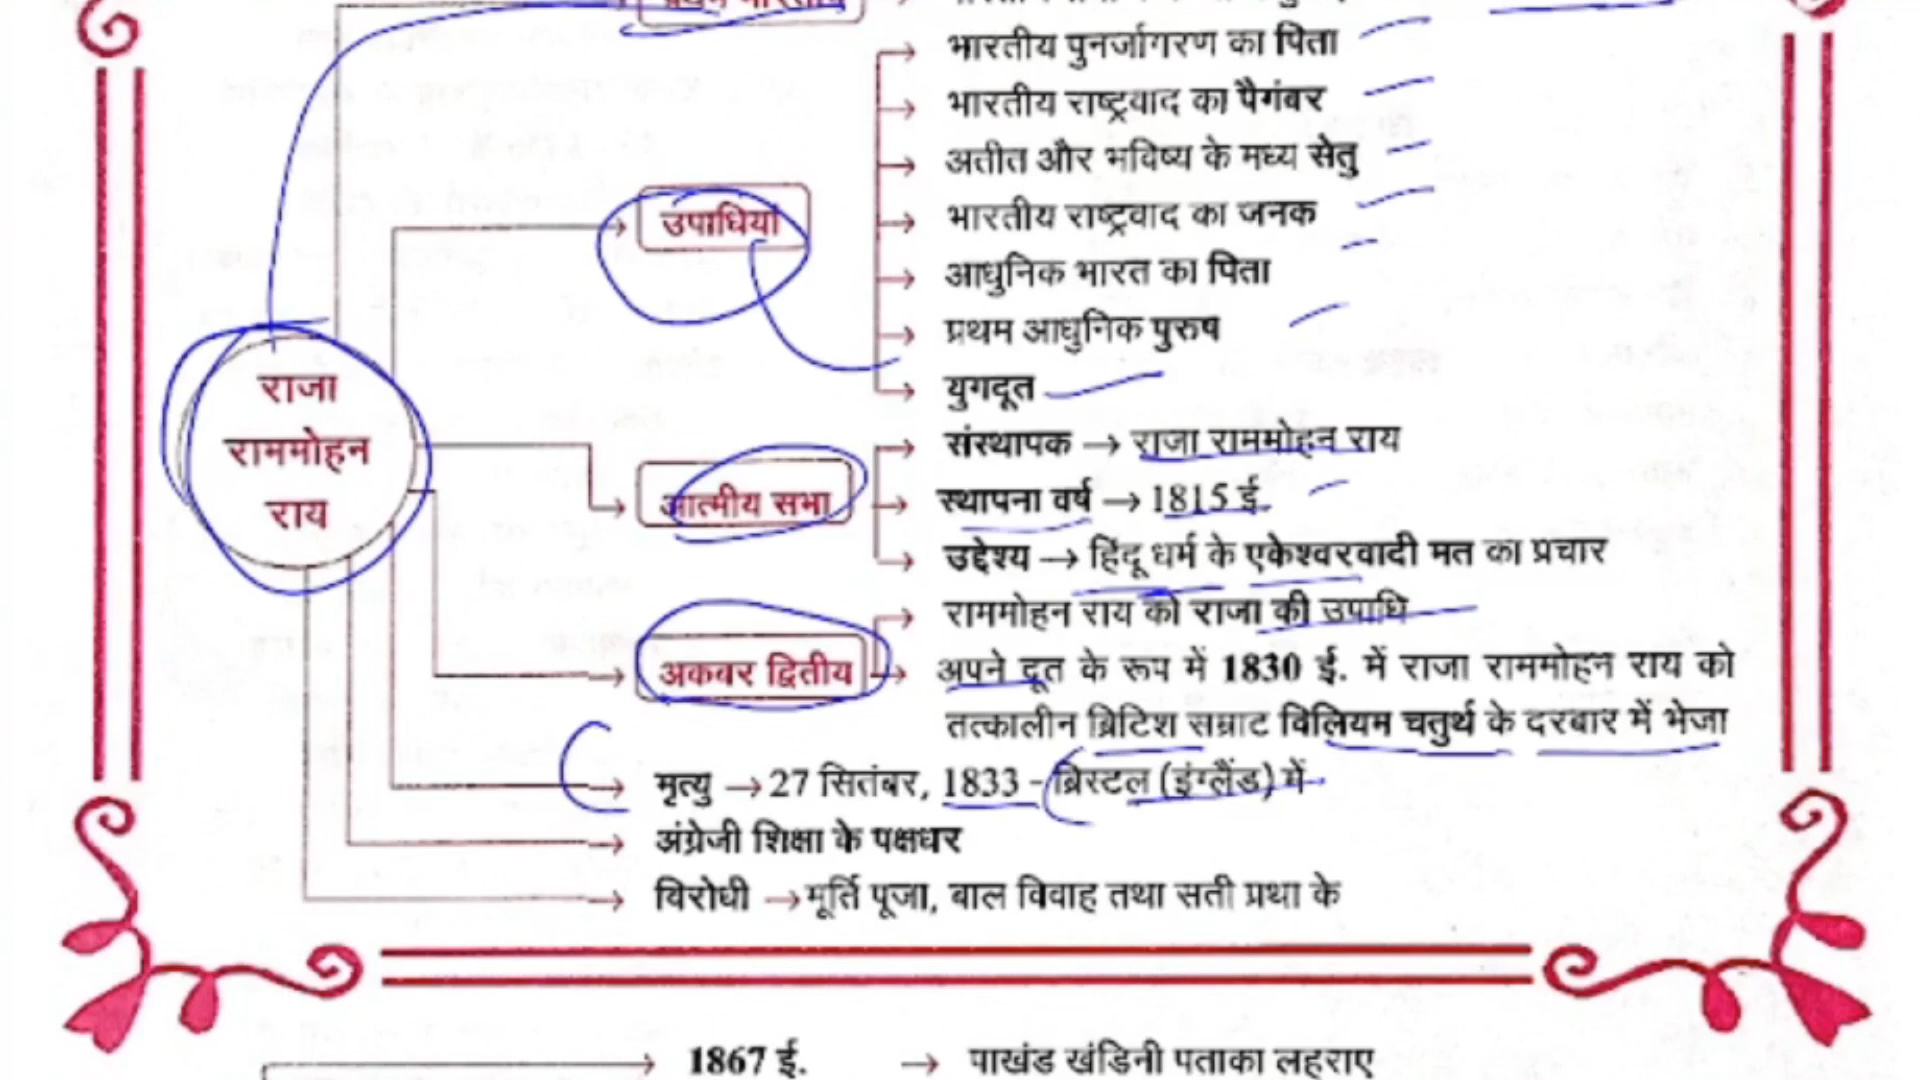 प्रथम भारतीय
भारतीय पुनर्जागरण का पिता
भारतीय राष्ट्रवाद का पैगंबर
अतीत और भविष्य के मध्य सेतु
उपाधियां
भारतीय राष्ट्रवाद का जनक
आधुनिक भारत का पिता
प्रथम आधुनिक पुरुष
युगदूत
राजा
राममोहन
राय
संस्थापक → राजा राममोहन राय
आत्मीय सभा
स्थापना वर्ष → 1815 ई.
उद्देश्य → हिंदू धर्म के एकेश्वरवादी मत का प्रचार
राममोहन राय को राजा की उपाधि
अकबर द्वितीय
अपने दूत के रूप में 1830 ई. में राजा राममोहन राय को
तत्कालीन ब्रिटिश सम्राट विलियम चतुर्थ के दरबार में भेजा
मृत्यु → 27 सितंबर, 1833 - ब्रिस्टल (इंग्लैंड) में
अंग्रेजी शिक्षा के पक्षधर
विरोधी → मूर्ति पूजा, बाल विवाह तथा सती प्रथा के
1867 ई. → पाखंड खंडिनी पताका लहराए